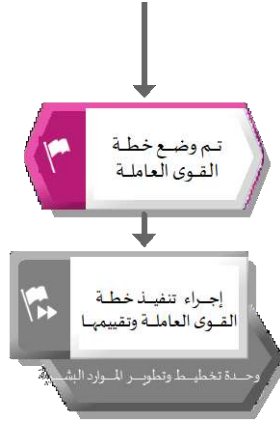 تم وضع خطة
القوى العاملة
إجراء تنفيذ خطة
القوى العاملة وتقييمها
وحدة تخطيط وتطوير الموارد البشرية